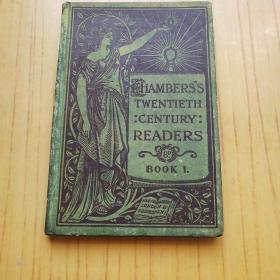 CHAMBERS'S
TWENTIETH
:CENTURY:
READERS
BOOK I.